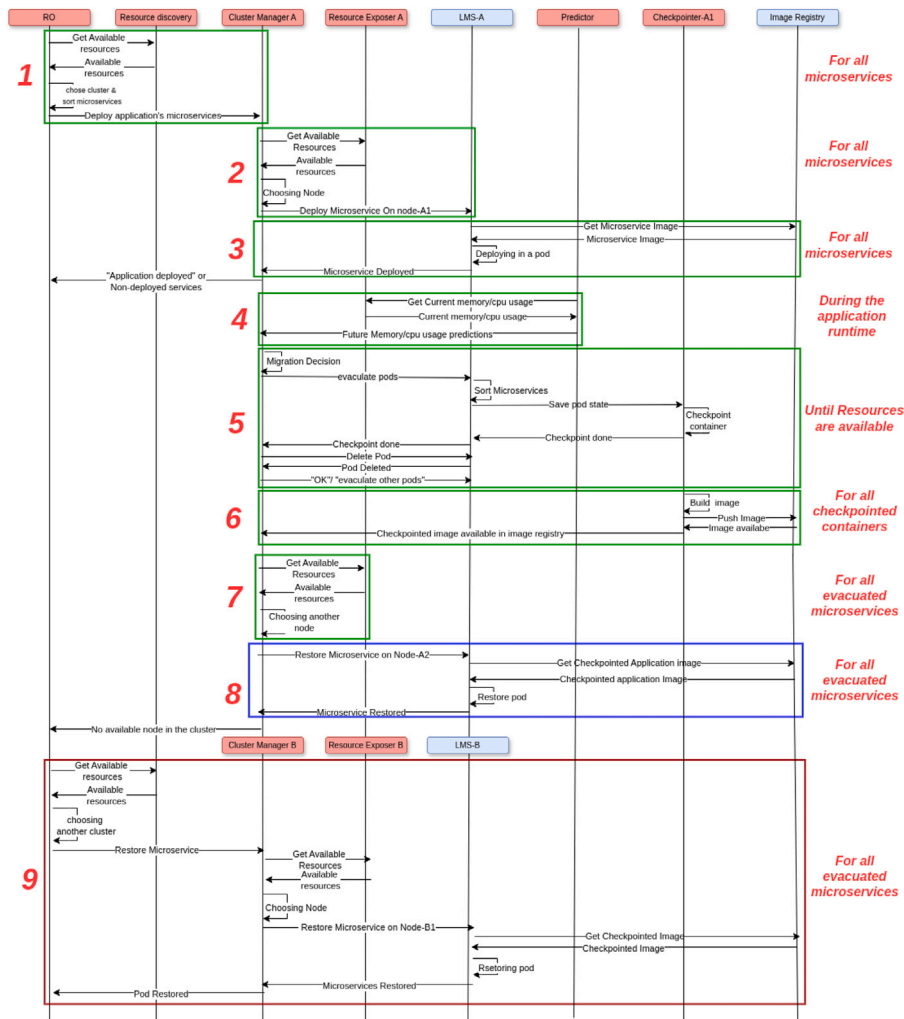 RO
Resource discovery
Cluster Manager A
Resource Exposer A
LMS-A
Predictor
Checkpointer-A1
Image Registry
1
Get Available
resources
Available
resources
chose cluster &
sort microservices
Deploy application's microservices
For all
microservices
2
Get Available
Resources
Available
resources
Choosing Node
Deploy Microservice On node-A1
For all
microservices
3
Get Microservice Image
Microservice Image
Deploying in a pod
Microservice Deployed
For all
microservices
"Application deployed" or
Non-deployed services
4
Get Current memory/cpu usage
Current memory/cpu usage
Future Memory/cpu usage predictions
During the
application
runtime
5
Migration Decision
evaculate pods
Sort Microservices
Save pod state
Checkpoint
container
Checkpoint done
Checkpoint done
Delete Pod
Pod Deleted
"OK"/ "evaculate other pods"
Until Resources
are available
6
Build image
Push Image
Image availabe
Checkpointed image available in image registry
For all
checkpointed
containers
7
Get Available
Resources
Available
resources
Choosing another
node
For all
evacuated
microservices
8
Restore Microservice on Node-A2
Get Checkpointed Application image
Checkpointed application Image
Restore pod
Microservice Restored
For all
evacuated
microservices
No available node in the cluster
Cluster Manager B
Resource Exposer B
LMS-B
9
Get Available
resources
Available
resources
choosing
another cluster
Restore Microservice
Get Available
Resources
Available
resources
Choosing Node
Restore Microservice on Node-B1
Get Checkpointed Image
Checkpointed Image
Rsetoring pod
Microservices Restored
Pod Restored
For all
evacuated
microservices